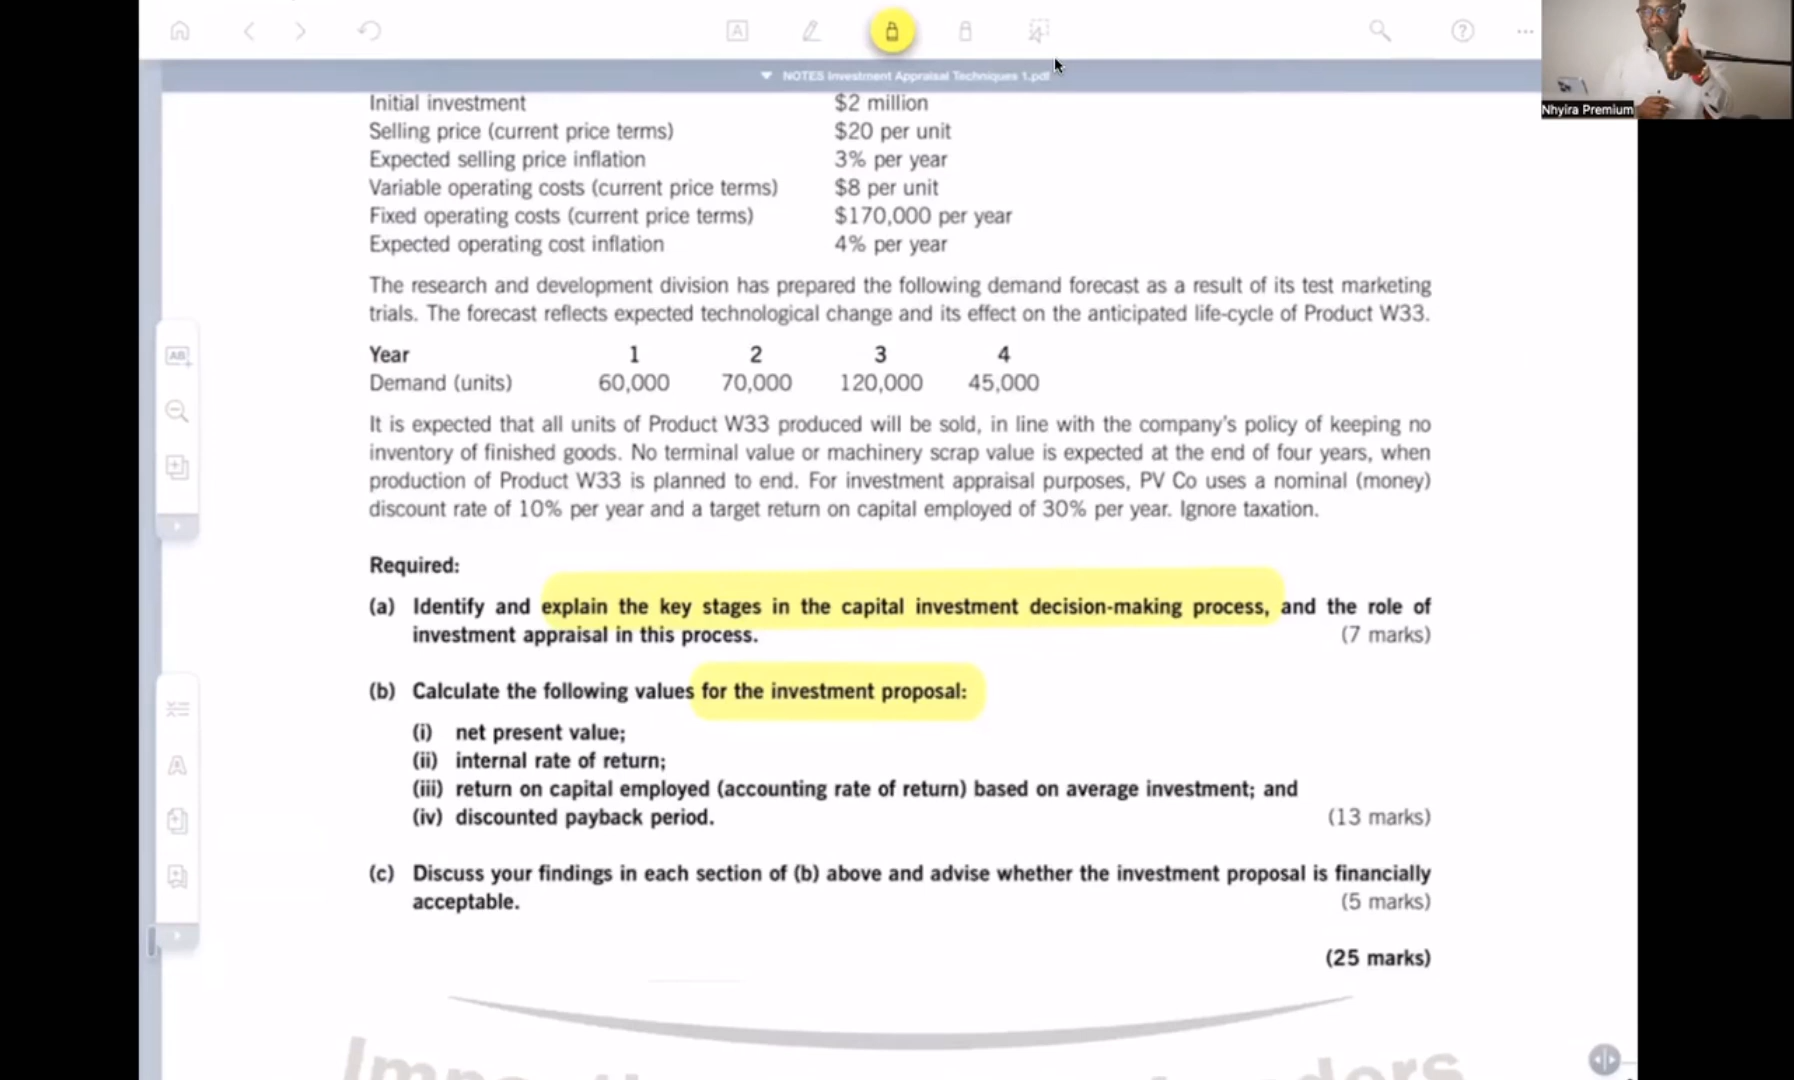 NOTES Investment Appraisal Techniques 1.pdf
Nhyira Premium
Initial investment $2 million
Selling price (current price terms) $20 per unit
Expected selling price inflation 3% per year
Variable operating costs (current price terms) $8 per unit
Fixed operating costs (current price terms) $170,000 per year
Expected operating cost inflation 4% per year
The research and development division has prepared the following demand forecast as a result of its test marketing
trials. The forecast reflects expected technological change and its effect on the anticipated life-cycle of Product W33.
Year 1 2 3 4
Demand (units) 60,000 70,000 120,000 45,000
It is expected that all units of Product W33 produced will be sold, in line with the company's policy of keeping no
inventory of finished goods. No terminal value or machinery scrap value is expected at the end of four years, when
production of Product W33 is planned to end. For investment appraisal purposes, PV Co uses a nominal (money)
discount rate of 10% per year and a target return on capital employed of 30% per year. Ignore taxation.
Required:
(a) Identify and explain the key stages in the capital investment decision-making process, and the role of
investment appraisal in this process. (7 marks)
(b) Calculate the following values for the investment proposal:
(i) net present value;
(ii) internal rate of return;
(iii) return on capital employed (accounting rate of return) based on average investment; and
(iv) discounted payback period. (13 marks)
(c) Discuss your findings in each section of (b) above and advise whether the investment proposal is financially
acceptable. (5 marks)
(25 marks)